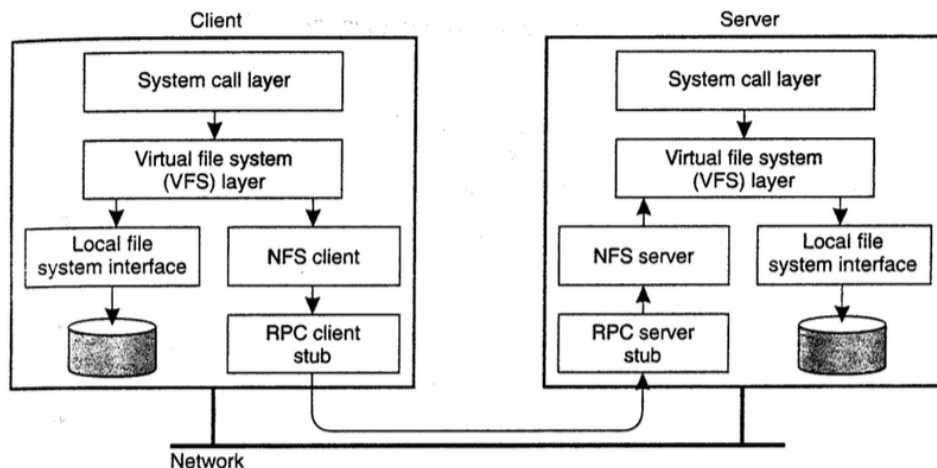 Client
System call layer
Virtual file system
(VFS) layer
Local file
system interface
NFS client
RPC client
stub
Server
System call layer
Virtual file system
(VFS) layer
NFS server
Local file
system interface
RPC server
stub
Network